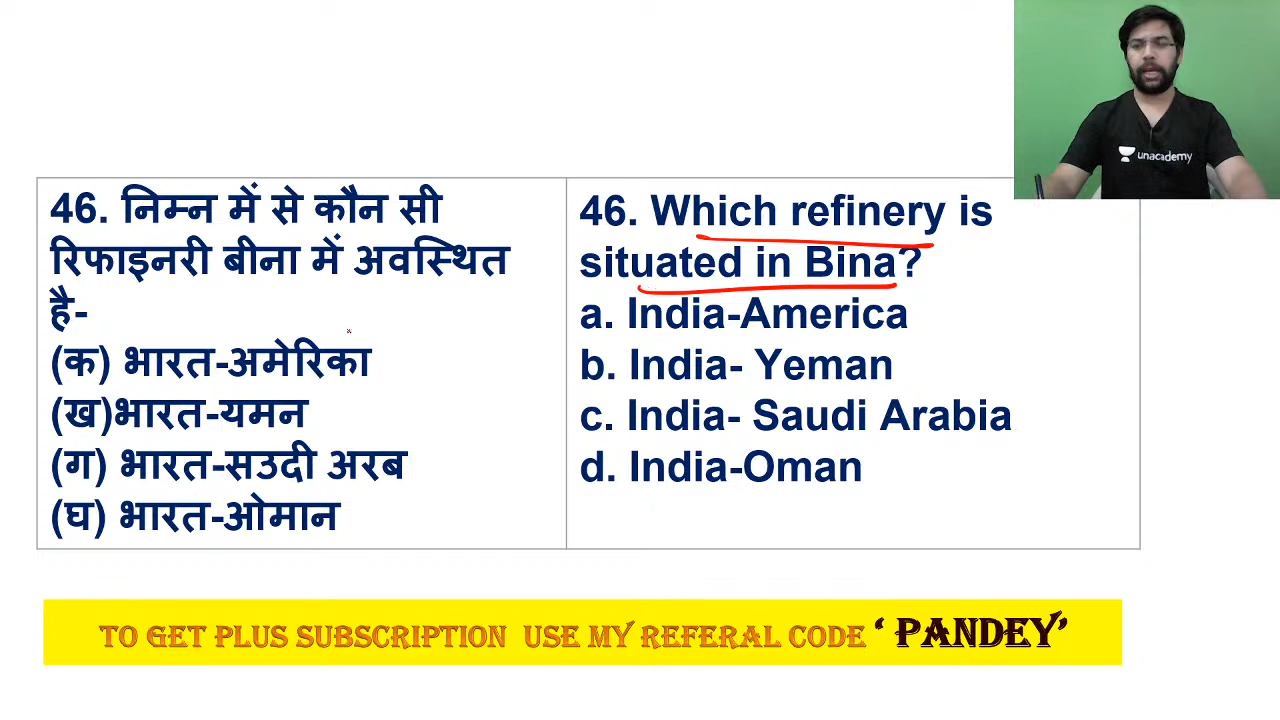 46. निम्न में से कौन सी
रिफाइनरी बीना में अवस्थित
है-
(क) भारत-अमेरिका
(ख)भारत-यमन
(ग) भारत-सउदी अरब
(घ) भारत-ओमान
46. Which refinery is
situated in Bina?
a. India-America
b. India- Yeman
c. India- Saudi Arabia
d. India-Oman
unacademy
TO GET PLUS SUBSCRIPTION USE MY REFERAL CODE ‘ PANDEY’